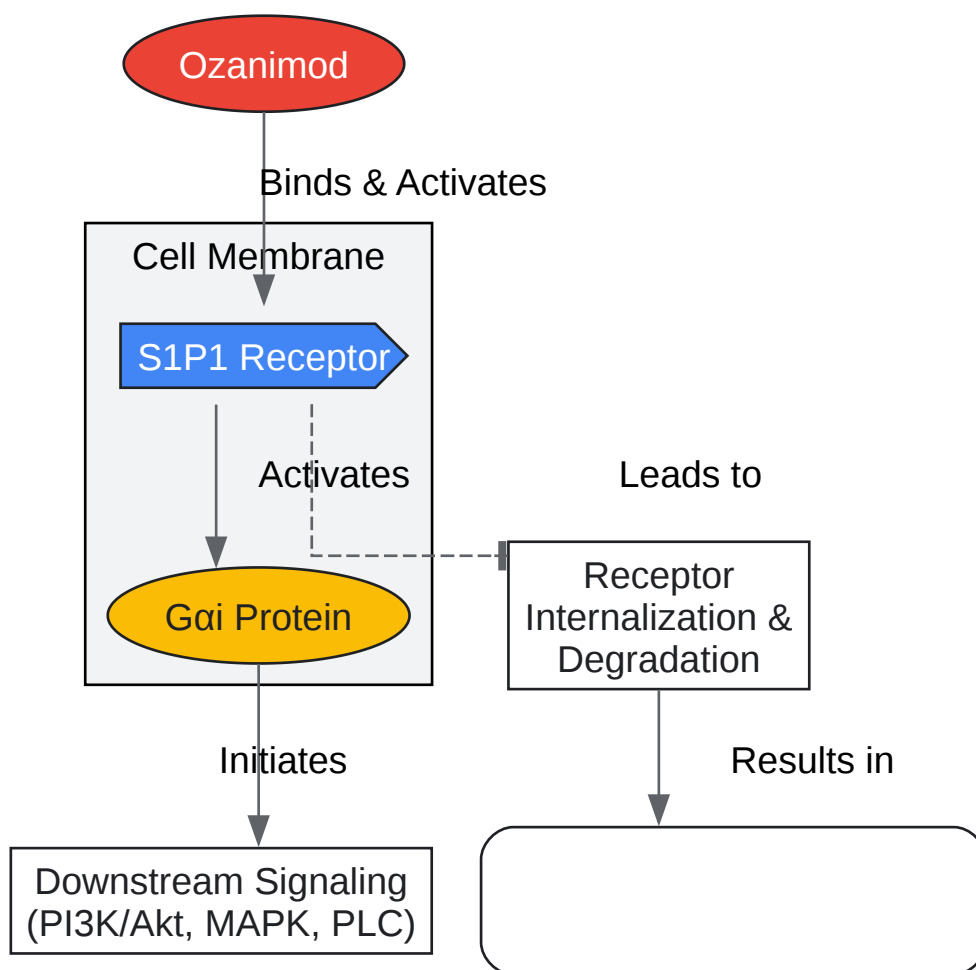 Ozanimod
Binds & Activates
Cell Membrane
S1P1 Receptor
Activates
Leads to
Receptor
Internalization &
Degradation
Gαi Protein
Initiates
Results in
Downstream Signaling
(PI3K/Akt, MAPK, PLC)